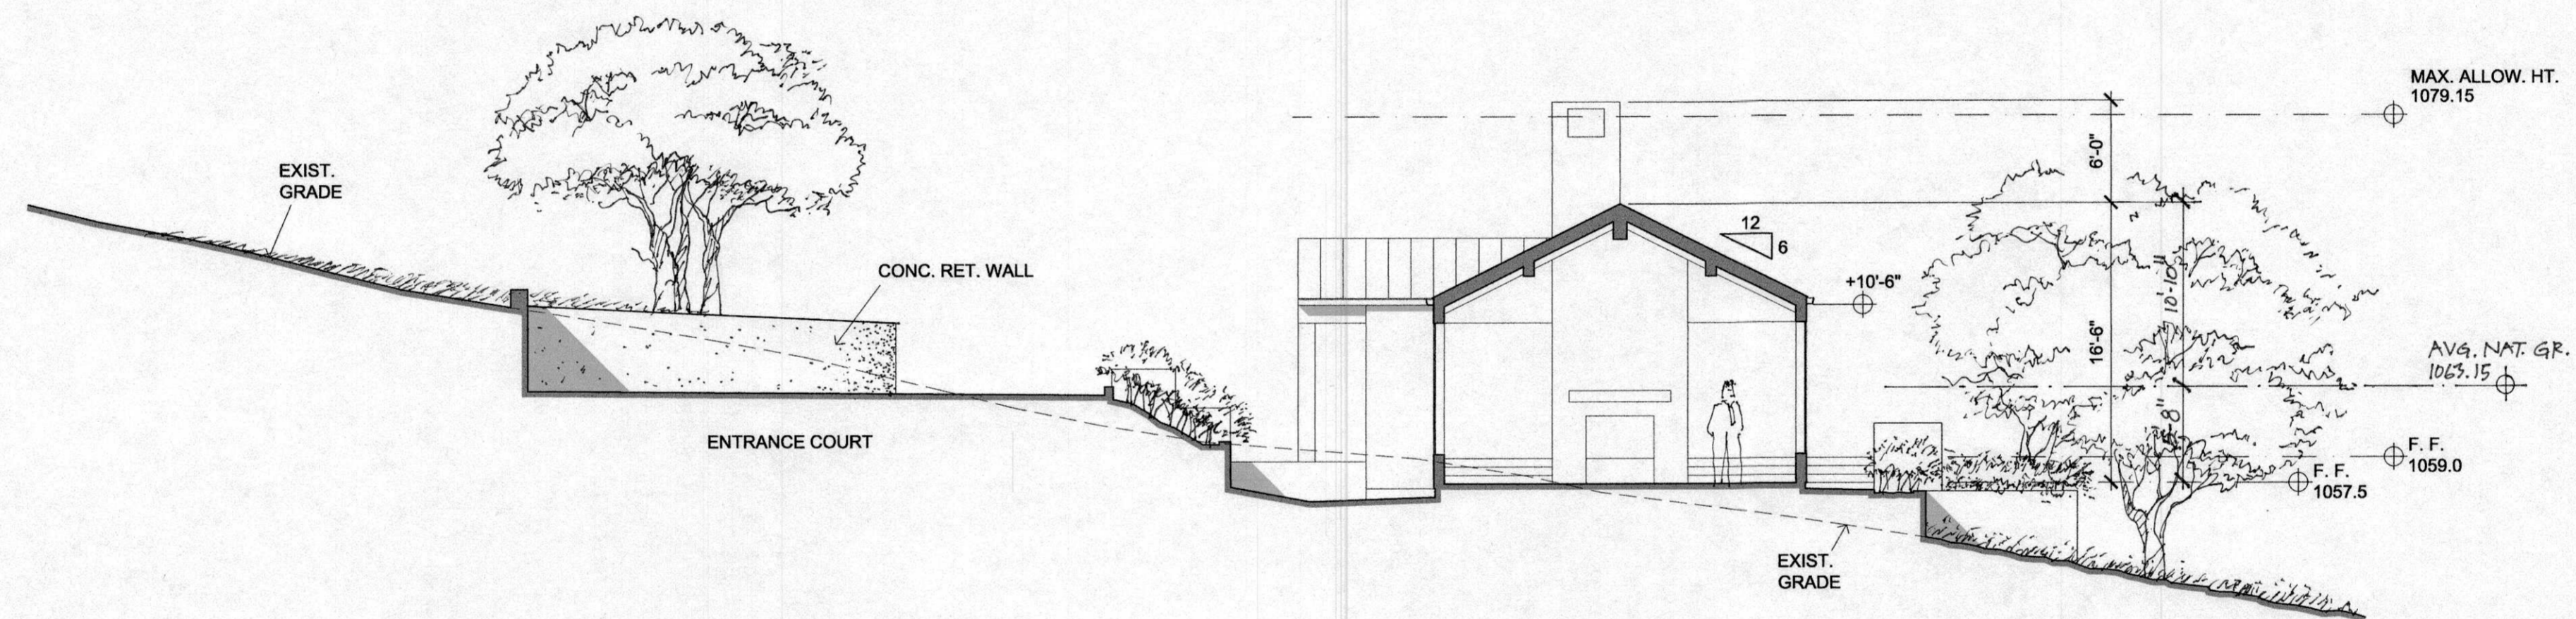 MAX. ALLOW. HT.
1079.15
6'-0"
EXIST.
GRADE
12
6
CONC. RET. WALL
+10'-6"
10'-10"
16'-6"
AVG. NAT. GR.
1063.15
ENTRANCE COURT
F. F.
1059.0
F. F.
1057.5
EXIST.
GRADE